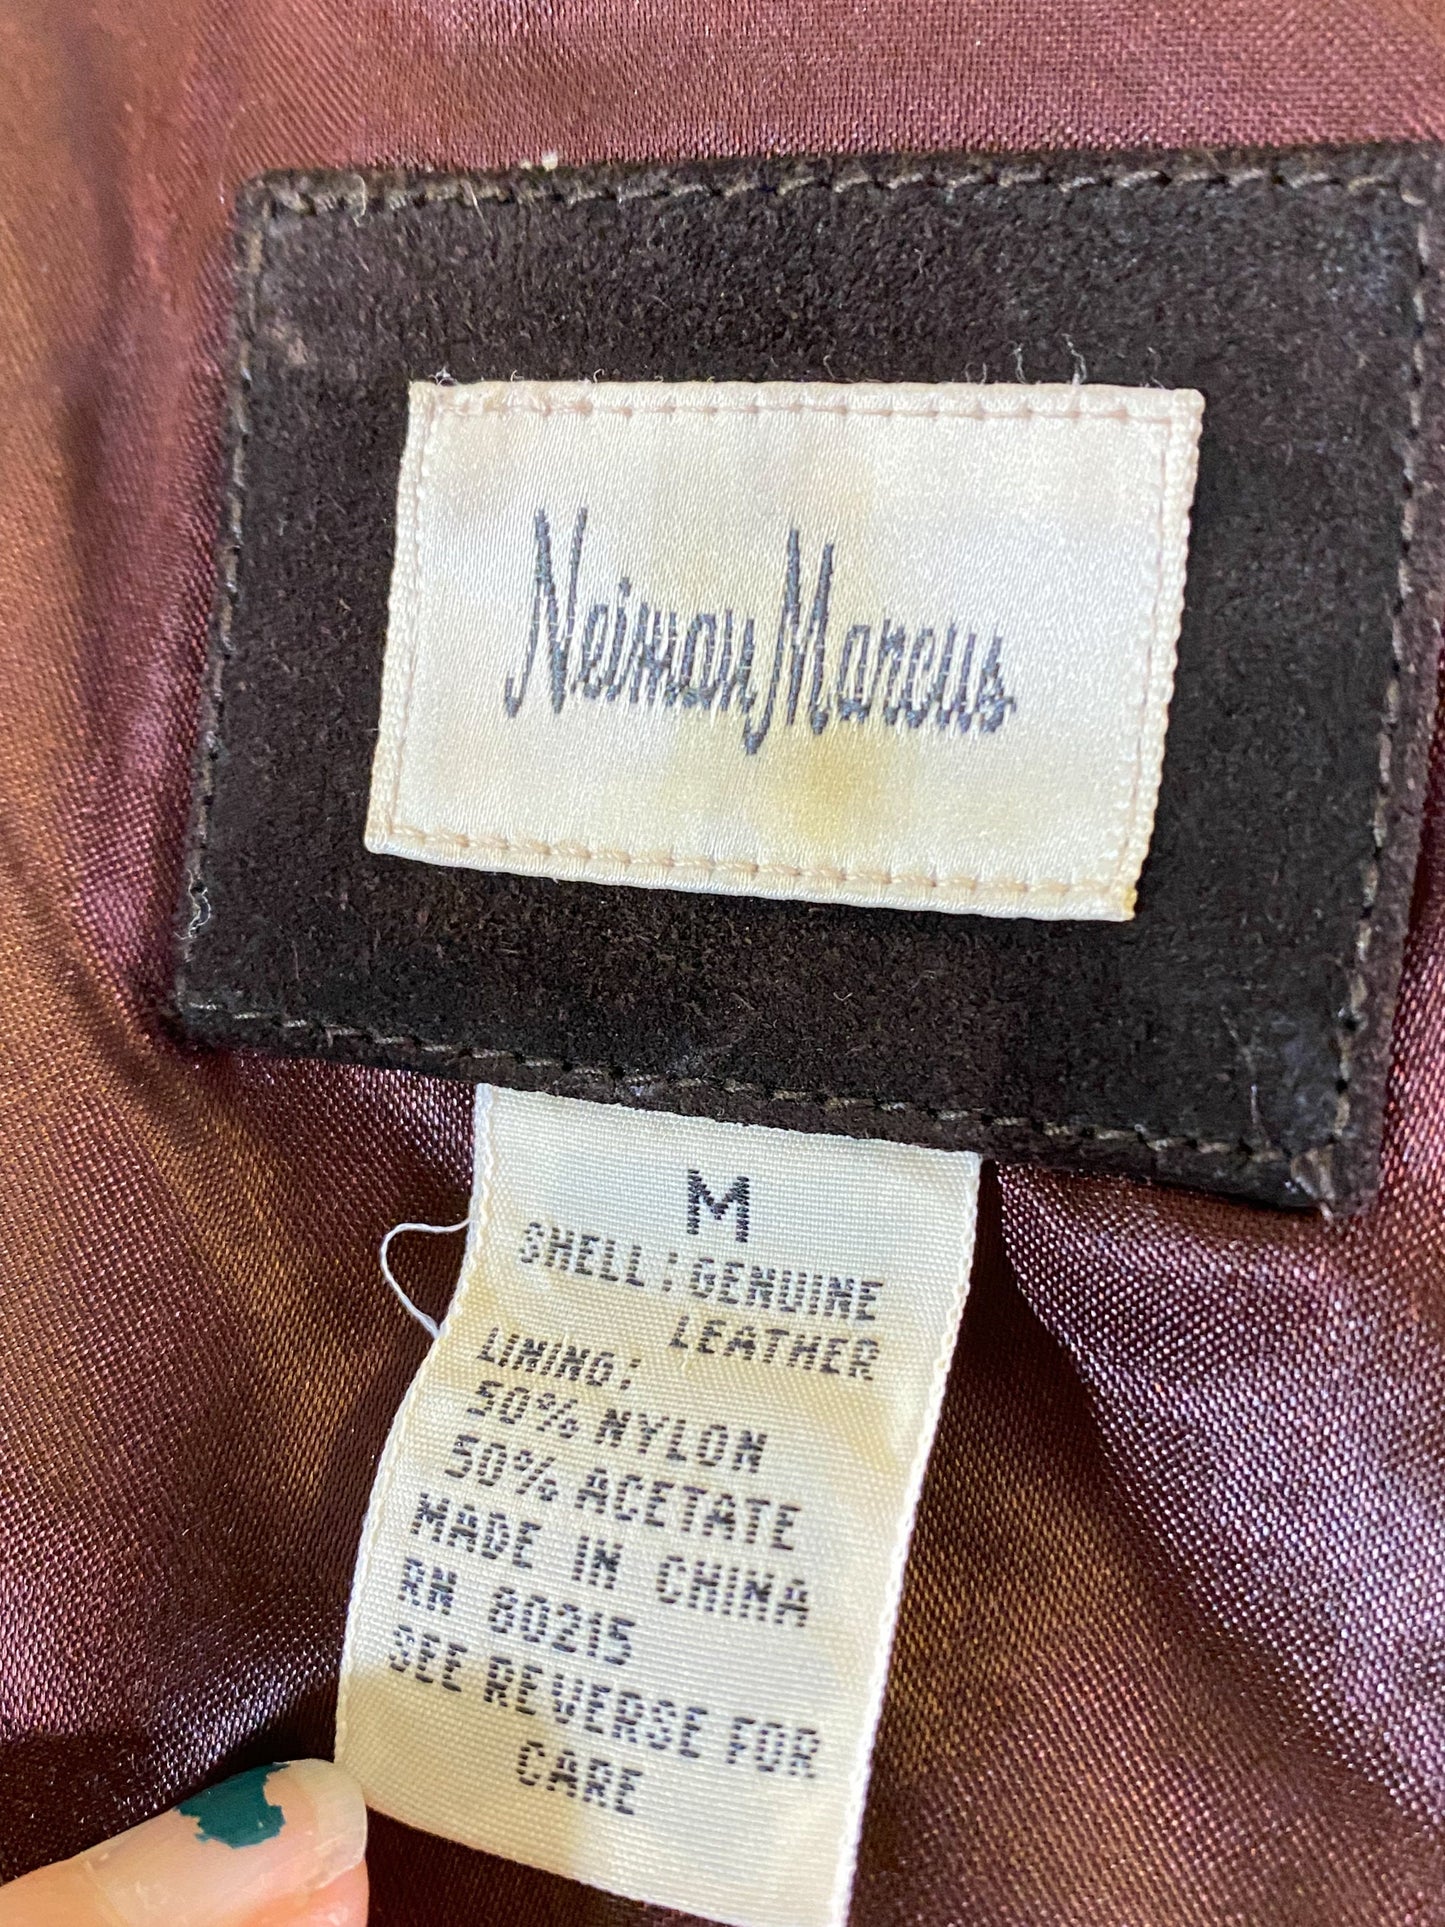 Neiman Marcus
M
SHELL: GENUINE
LEATHER
LINING:
50% NYLON
50% ACETATE
MADE IN CHINA
RN 80215
SEE REVERSE FOR
CARE